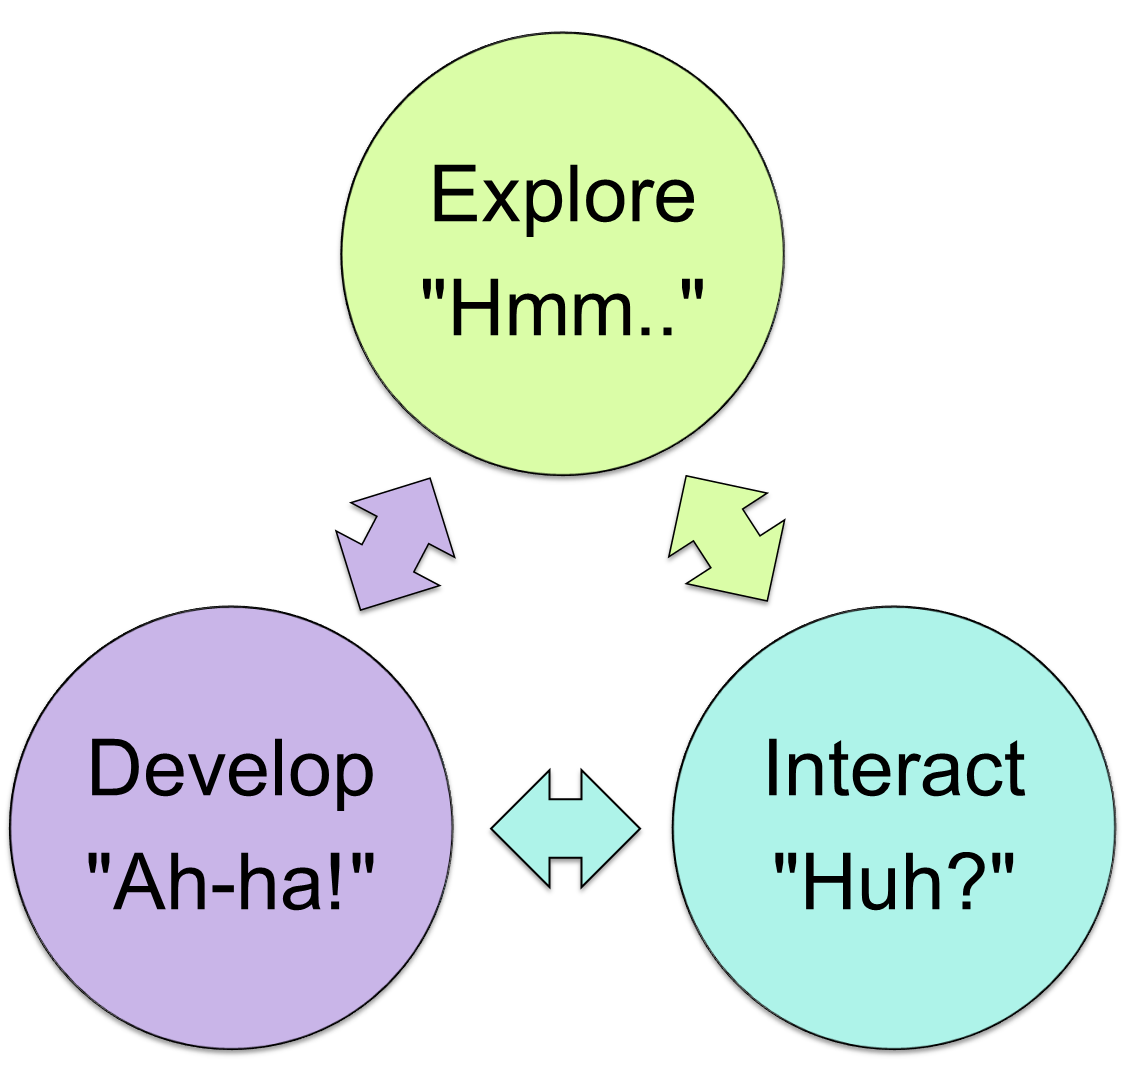 Explore
"Hmm.."
Develop
"Ah-ha!"
Interact
"Huh?"